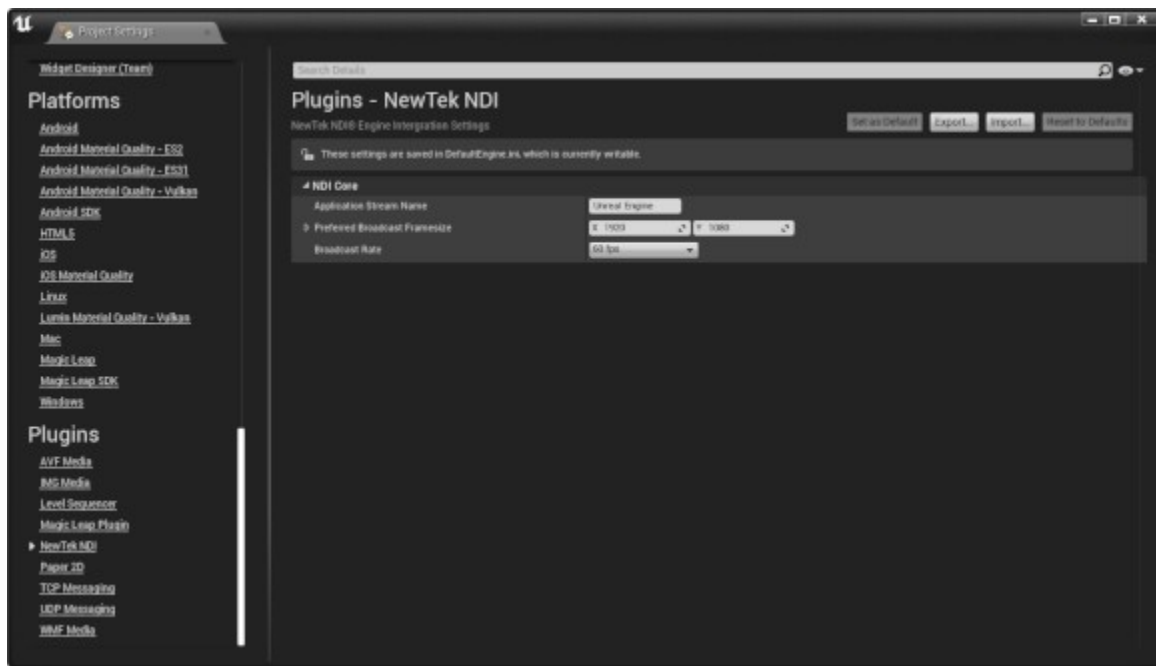 Project Settings
Widget Designer (Team)
Platforms
Android
Android Material Quality - ES2
Android Material Quality - ES31
Android Material Quality - Vulkan
Android SDK
HTML5
iOS
iOS Material Quality
Linux
Lumin Material Quality - Vulkan
Mac
Magic Leap
Magic Leap SDK
Windows
Plugins
AVF Media
IMG Media
Level Sequencer
Magic Leap Plugin
NewTek NDI
Paper 2D
TCP Messaging
UDP Messaging
WMF Media
Search Details
Plugins - NewTek NDI
NewTek NDI® Engine Intergration Settings
Set as Default Export... Import... Reset to Defaults
These settings are saved in DefaultEngine.ini, which is currently writable.
NDI Core
Application Stream Name Unreal Engine
Preferred Broadcast Framesize X 1920 Y 1080
Broadcast Rate 60 fps